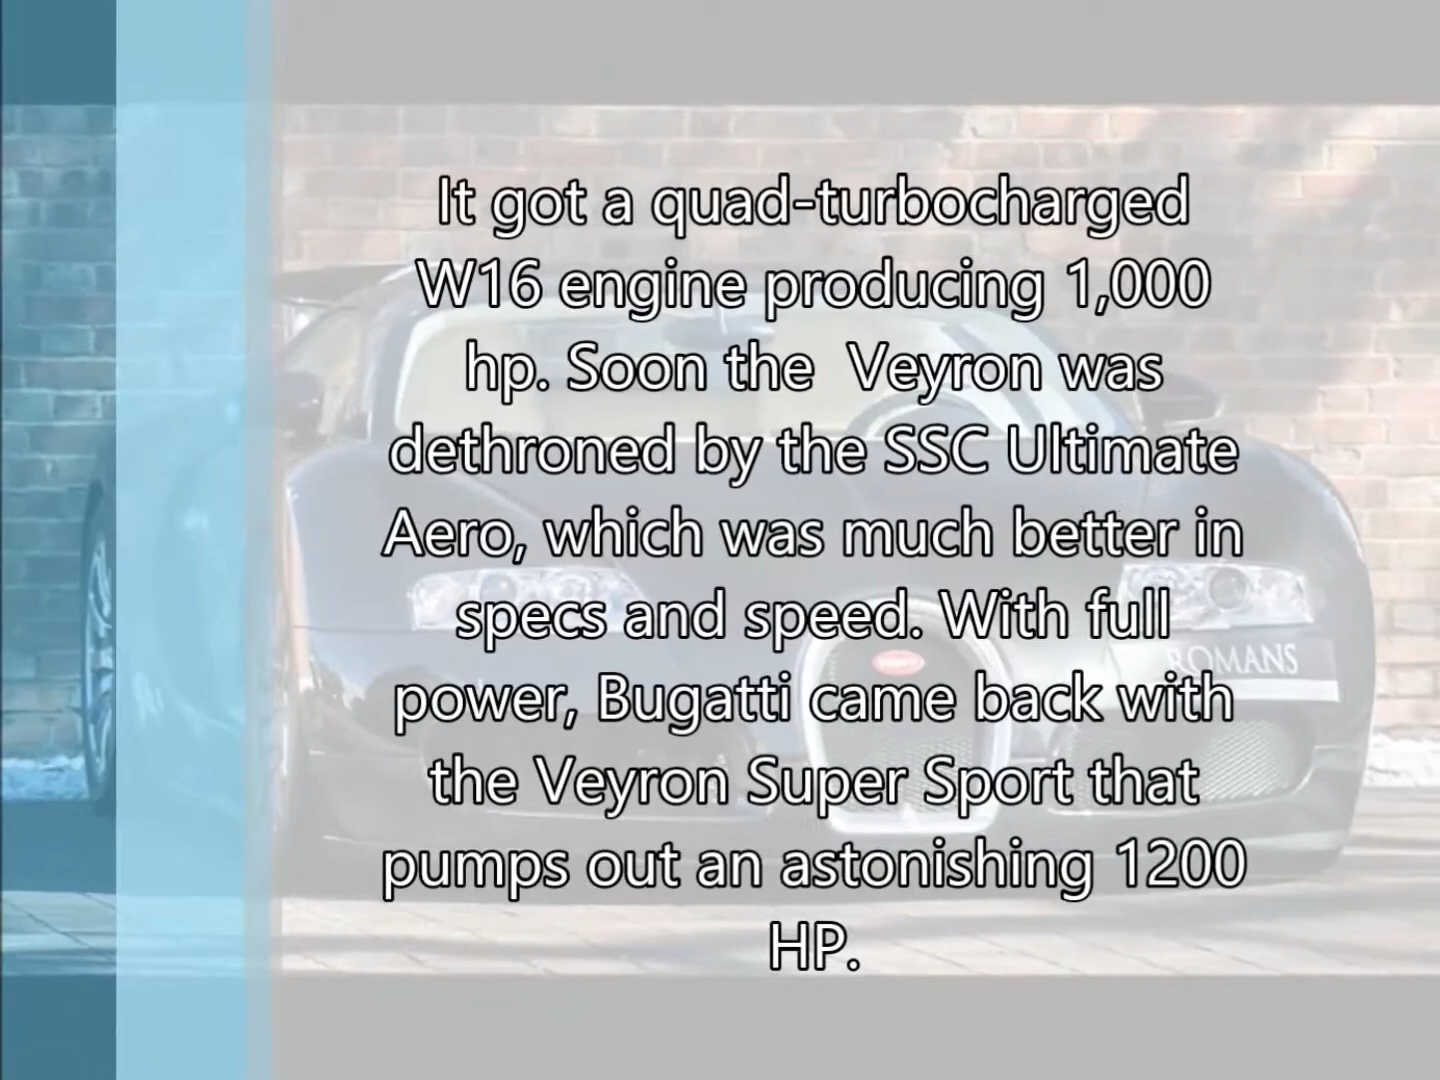 It got a quad-turbocharged
W16 engine producing 1,000
hp. Soon the  Veyron was
dethroned by the SSC Ultimate
Aero, which was much better in
specs and speed. With full
power, Bugatti came back with
the Veyron Super Sport that
pumps out an astonishing 1200
HP.
ROMANS